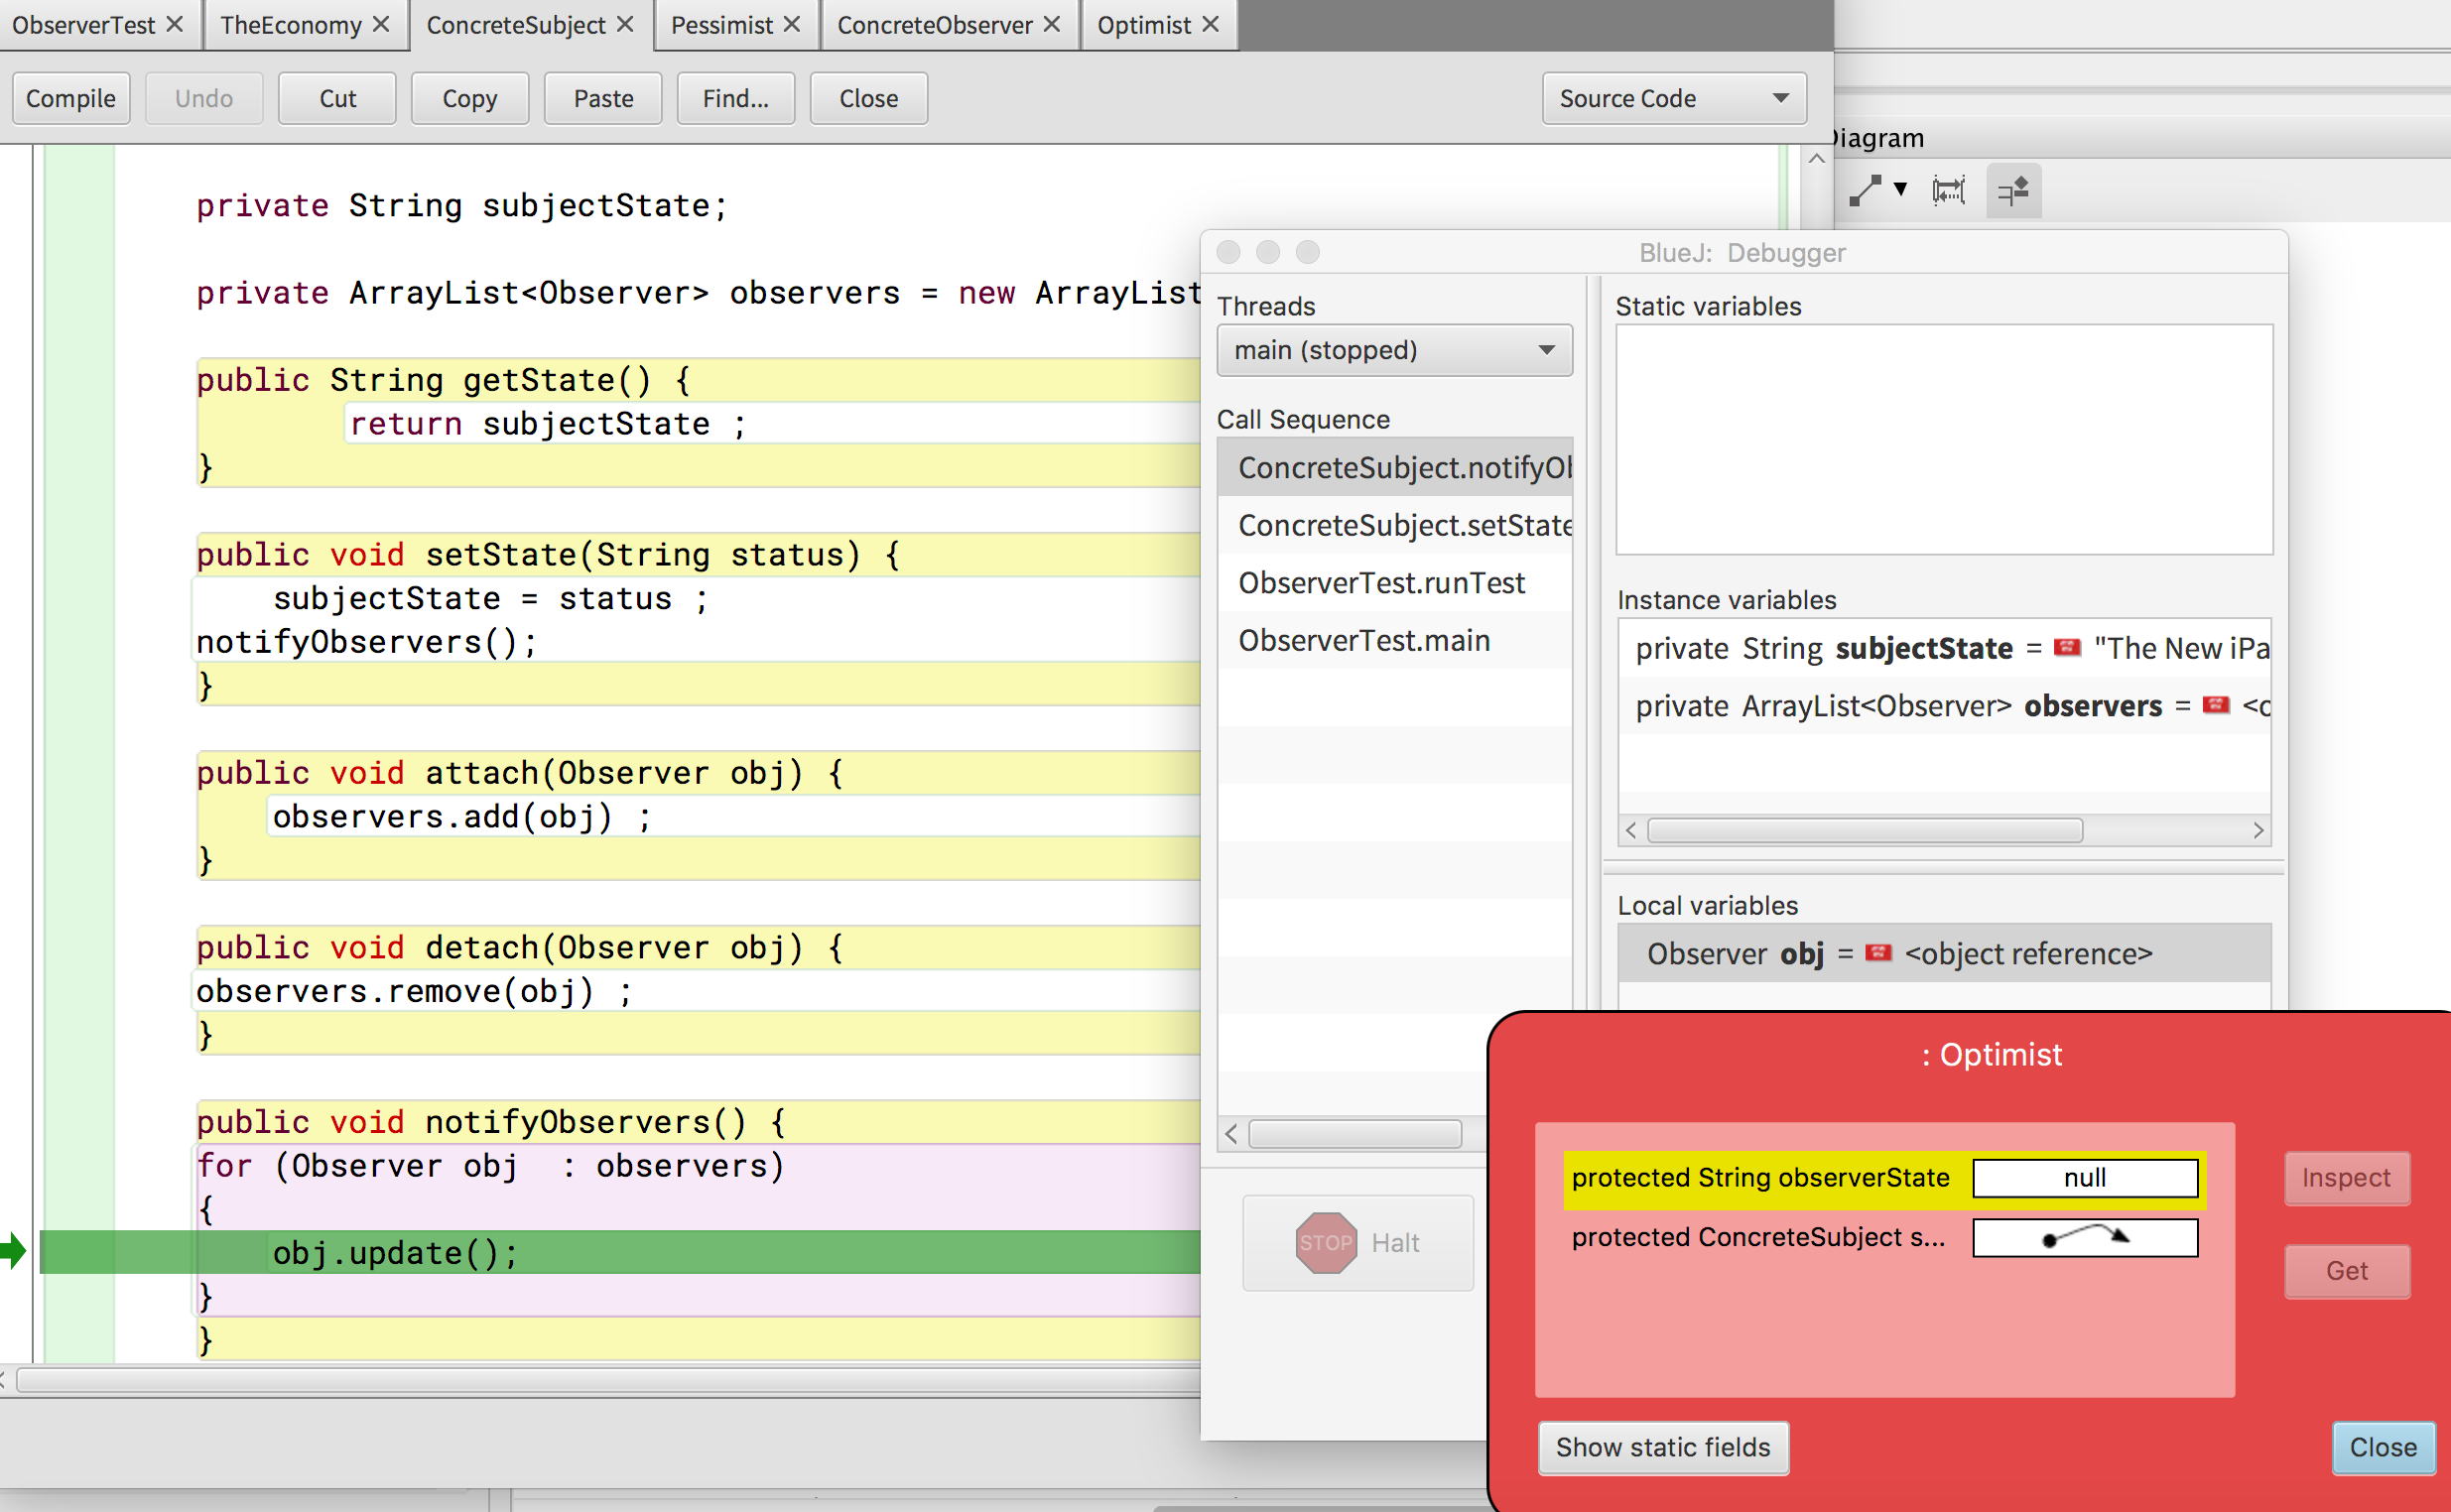 ObserverTest TheEconomy ConcreteSubject Pessimist ConcreteObserver Optimist
Compile Undo Cut Copy Paste Find... Close Source Code
private String subjectState;
private ArrayList<Observer> observers = new ArrayList
public String getState() {
return subjectState ;
}
public void setState(String status) {
subjectState = status ;
notifyObservers();
}
public void attach(Observer obj) {
observers.add(obj) ;
}
public void detach(Observer obj) {
observers.remove(obj) ;
}
public void notifyObservers() {
for (Observer obj  : observers)
{
obj.update();
}
}
Diagram
BlueJ:  Debugger
Threads
main (stopped)
Call Sequence
ConcreteSubject.notifyOb
ConcreteSubject.setState
ObserverTest.runTest
ObserverTest.main
STOP Halt
Static variables
Instance variables
private String subjectState = "The New iPa
private ArrayList<Observer> observers = <o
Local variables
Observer obj = <object reference>
: Optimist
protected String observerState null
protected ConcreteSubject s...
Inspect
Get
Show static fields
Close